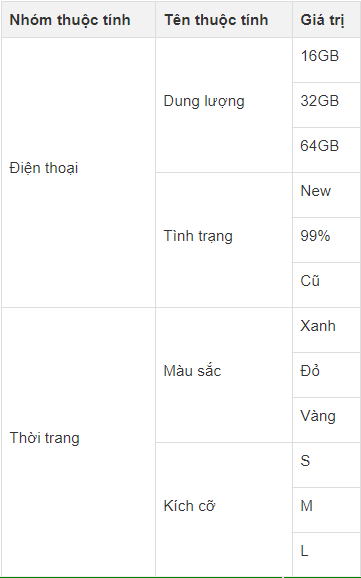 Nhóm thuộc tính Tên thuộc tính Giá trị
Điện thoại
Dung lượng
16GB
32GB
64GB
Tình trạng
New
99%
Cũ
Thời trang
Màu sắc
Xanh
Đỏ
Vàng
Kích cỡ
S
M
L